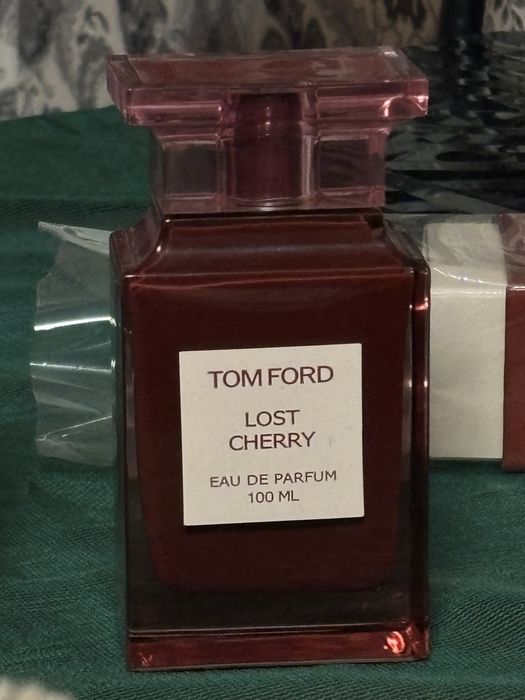 TOM FORD
LOST
CHERRY
EAU DE PARFUM
100 ML